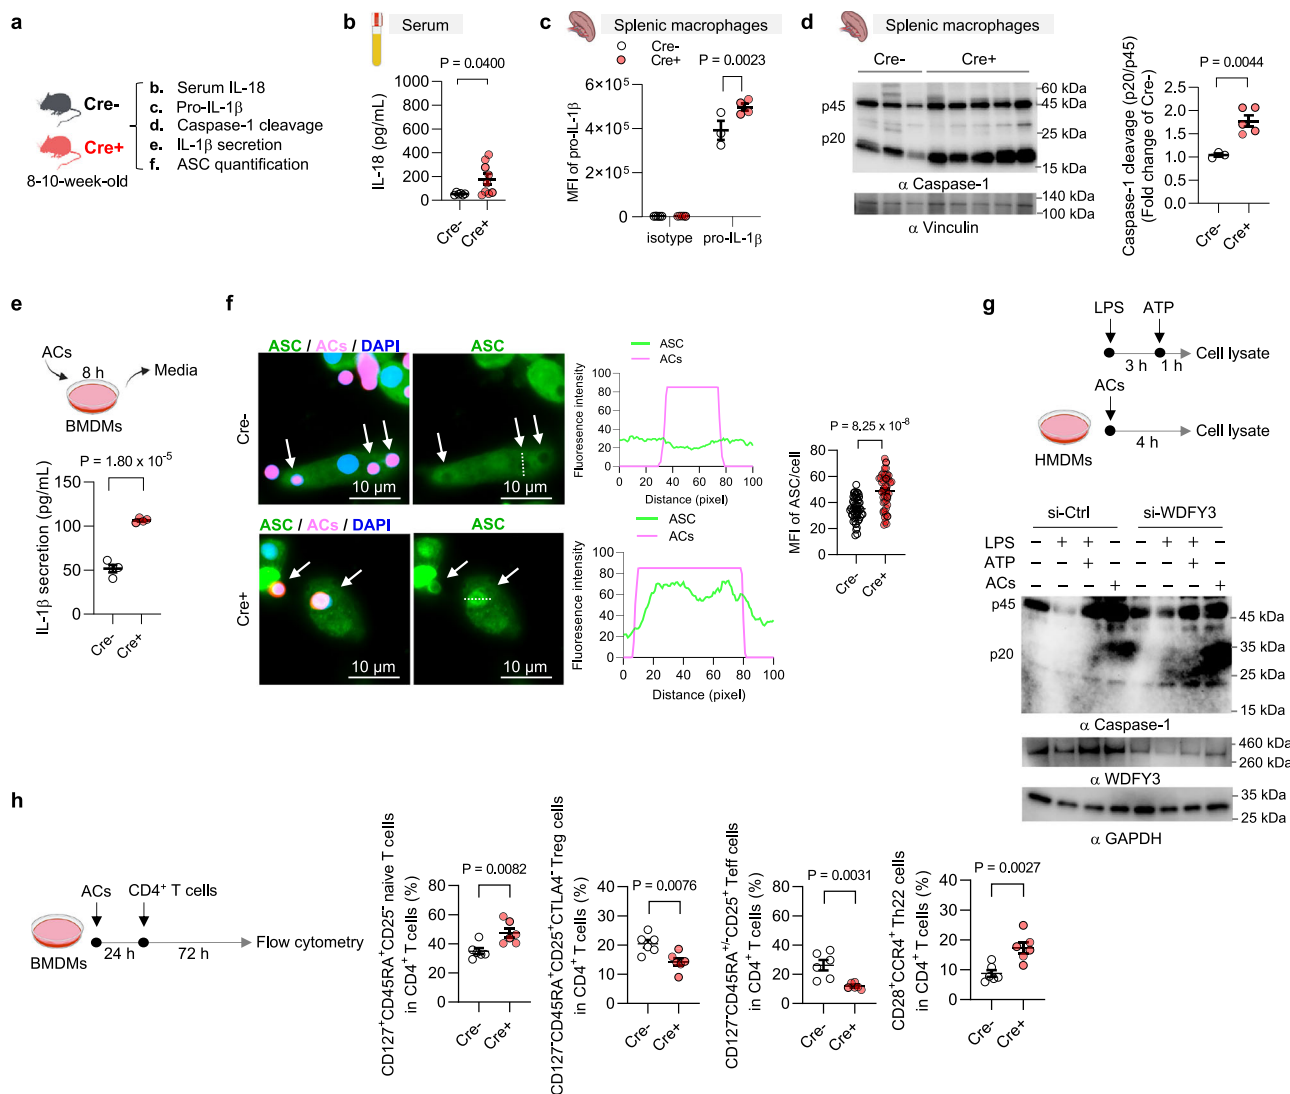 a
Cre-
Cre+
8-10-week-old
b. Serum IL-18
c. Pro-IL-1β
d. Caspase-1 cleavage
e. IL-1β secretion
f. ASC quantification
b
Serum
P = 0.0400
IL-18 (pg/mL)
1000
800
600
400
200
0
Cre-
Cre+
c
Splenic macrophages
Cre-
Cre+
P = 0.0023
MFI of pro-IL-1β
6×10⁵
4×10⁵
2×10⁵
0
isotype
pro-IL-1β
d
Splenic macrophages
Cre-
Cre+
p45
p20
60 kDa
45 kDa
25 kDa
15 kDa
α Caspase-1
140 kDa
100 kDa
α Vinculin
P = 0.0044
Caspase-1 cleavage (p20/p45)
(Fold change of Cre-)
2.5
2.0
1.5
1.0
0.5
0.0
Cre-
Cre+
e
ACs
8 h
Media
BMDMs
P = 1.80 x 10⁻⁵
IL-1β secretion (pg/mL)
150
100
50
0
Cre-
Cre+
f
ASC / ACs / DAPI
ASC
Cre-
10 µm
10 µm
ASC / ACs / DAPI
ASC
Cre+
10 µm
10 µm
ASC
ACs
Fluoresence intensity
100
80
60
40
20
0
0 20 40 60 80 100
Distance (pixel)
ASC
ACs
Fluoresence intensity
100
80
60
40
20
0
0 20 40 60 80 100
Distance (pixel)
P = 8.25 x 10⁻⁸
MFI of ASC/cell
100
80
60
40
20
0
Cre-
Cre+
g
LPS ATP
3 h 1 h
Cell lysate
ACs
4 h
Cell lysate
HMDMs
si-Ctrl si-WDFY3
LPS – + + – – + + –
ATP – – + – – – + –
ACs – – – + – – – +
p45
p20
45 kDa
35 kDa
25 kDa
15 kDa
α Caspase-1
460 kDa
260 kDa
α WDFY3
35 kDa
25 kDa
α GAPDH
h
ACs
CD4⁺ T cells
24 h
72 h
Flow cytometry
BMDMs
CD127⁺CD45RA⁺CD25⁻ naive T cells
in CD4⁺ T cells (%)
P = 0.0082
80
60
40
20
0
Cre-
Cre+
CD127⁻CD45RA⁺CD25⁺CTLA4⁻ Treg cells
in CD4⁺ T cells (%)
P = 0.0076
40
30
20
10
0
Cre-
Cre+
CD127⁻CD45RA⁺/⁻CD25⁺ Teff cells
in CD4⁺ T cells (%)
P = 0.0031
80
60
40
20
0
Cre-
Cre+
CD28⁺CCR4⁺ Th22 cells
in CD4⁺ T cells (%)
P = 0.0027
40
30
20
10
0
Cre-
Cre+